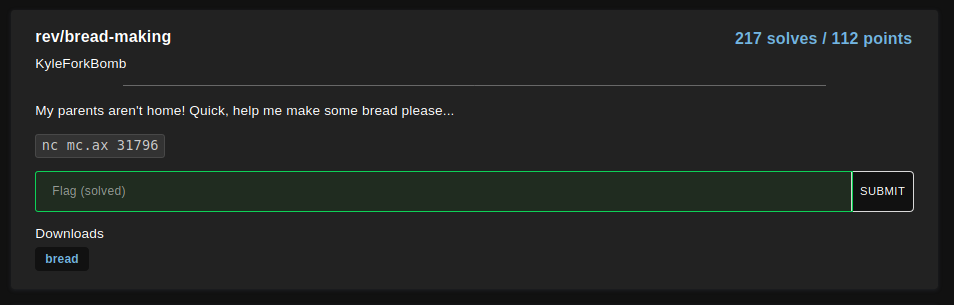 rev/bread-making
217 solves / 112 points
KyleForkBomb
My parents aren't home! Quick, help me make some bread please...
nc mc.ax 31796
Flag (solved)
SUBMIT
Downloads
bread